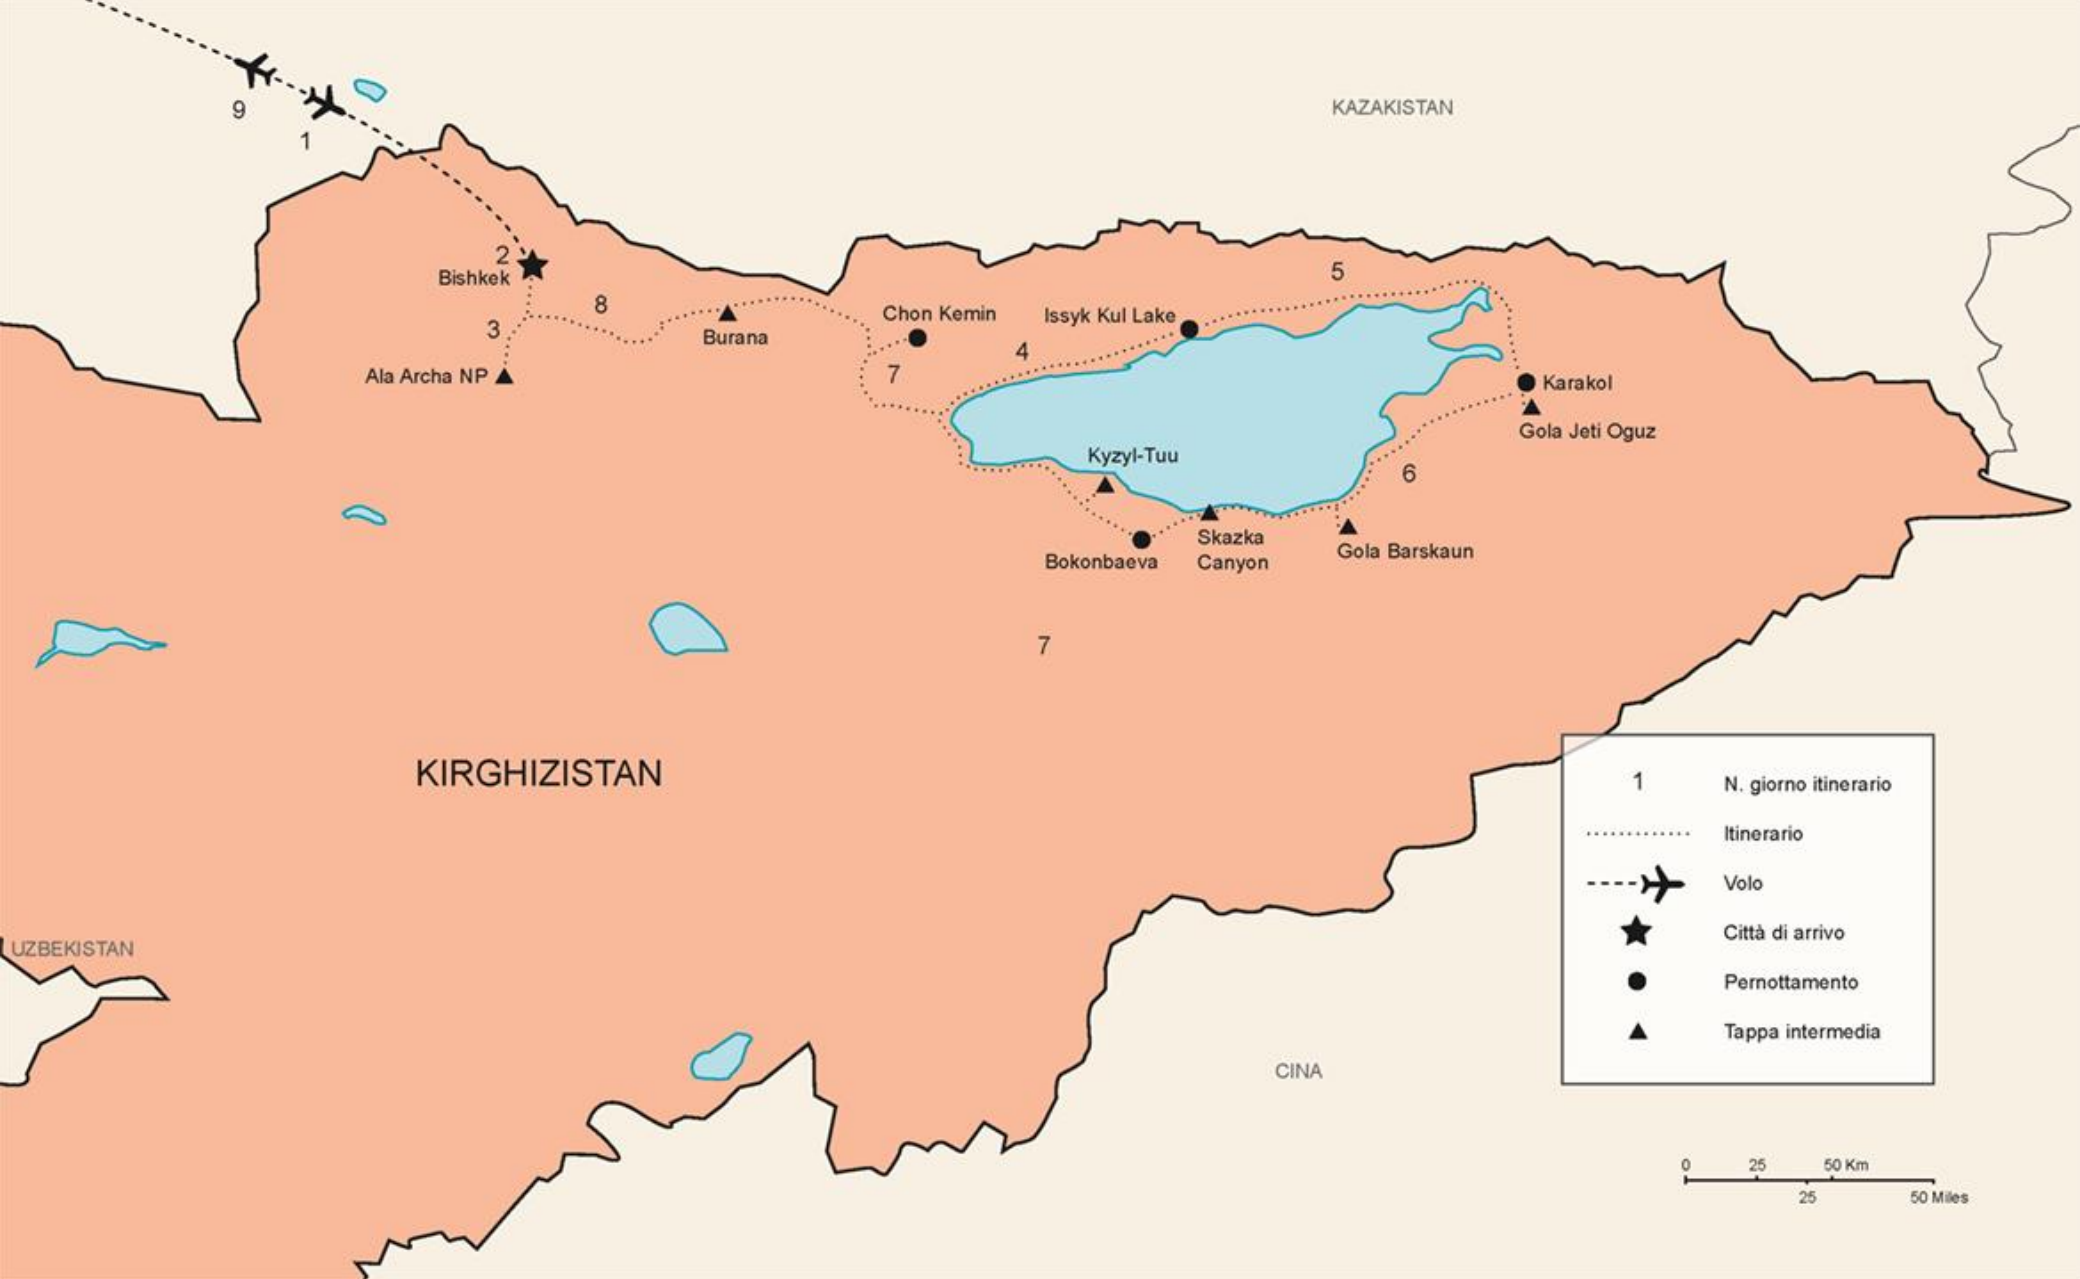 9
KAZAKISTAN
1
2
Bishkek
5
8
Chon Kemin
Issyk Kul Lake
3
Burana
4
Ala Archa NP
7
Karakol
Gola Jeti Oguz
Kyzyl-Tuu
6
Skazka
Canyon
Gola Barskaun
Bokonbaeva
7
KIRGHIZISTAN
1 N. giorno itinerario
Itinerario
Volo
Città di arrivo
Pernottamento
Tappa intermedia
UZBEKISTAN
CINA
0 25 50 Km
25 50 Miles